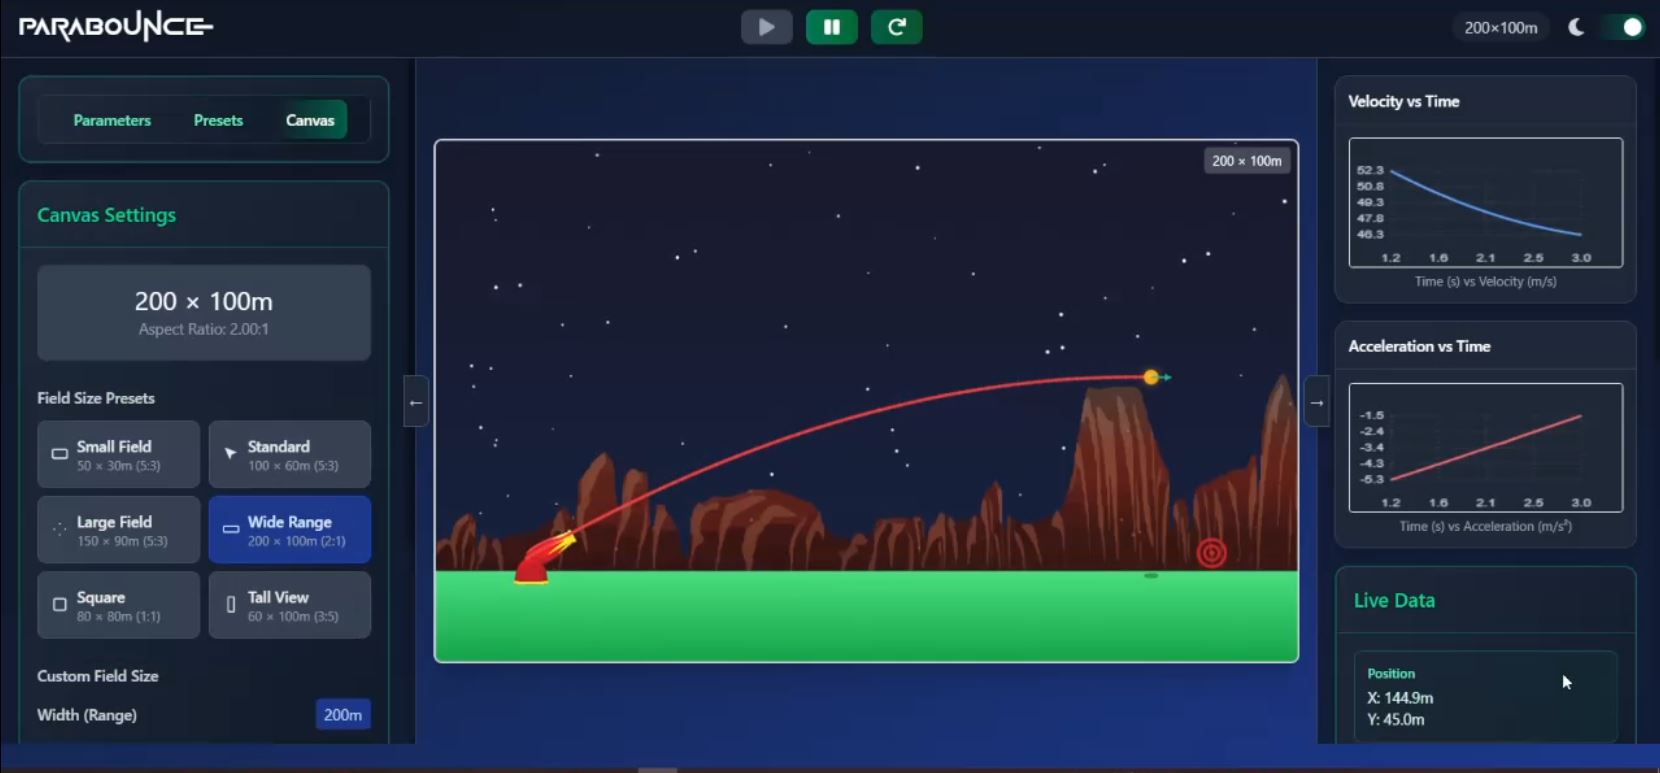 PARABOUNCE
200×100m
Parameters Presets Canvas
Canvas Settings
200 × 100m
Aspect Ratio: 2.00:1
Field Size Presets
Small Field
50 × 30m (5:3)
Standard
100 × 60m (5:3)
Large Field
150 × 90m (5:3)
Wide Range
200 × 100m (2:1)
Square
80 × 80m (1:1)
Tall View
60 × 100m (3:5)
Custom Field Size
Width (Range) 200m
200 × 100m
Velocity vs Time
52.3
50.8
49.3
47.8
46.3
1.2 1.6 2.1 2.5 3.0
Time (s) vs Velocity (m/s)
Acceleration vs Time
-1.5
-2.4
-3.4
-4.3
-5.3
1.2 1.6 2.1 2.5 3.0
Time (s) vs Acceleration (m/s²)
Live Data
Position
X: 144.9m
Y: 45.0m